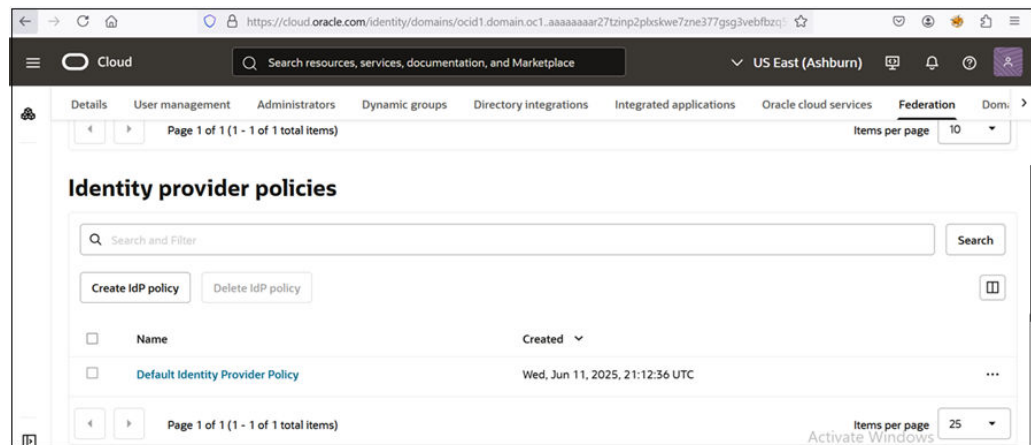 https://cloud.oracle.com/identity/domains/ocid1.domain.oc1..aaaaaaaar27tzinp2plxskwe7zne377gsg3vebfbzq5
Cloud
Search resources, services, documentation, and Marketplace
US East (Ashburn)
Details User management Administrators Dynamic groups Directory integrations Integrated applications Oracle cloud services Federation Doma
Page 1 of 1 (1 - 1 of 1 total items) Items per page 10
Identity provider policies
Search and Filter Search
Create IdP policy Delete IdP policy
Name Created
Default Identity Provider Policy Wed, Jun 11, 2025, 21:12:36 UTC
Page 1 of 1 (1 - 1 of 1 total items) Items per page 25
Activate Windows